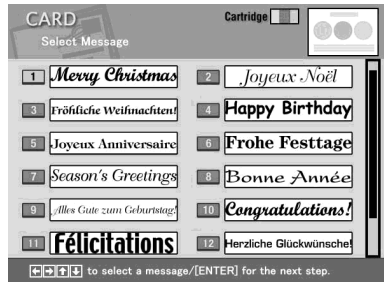 CARD
Cartridge
Select Message
1 Merry Christmas
2 Joyeux Noël
3 Fröhliche Weihnachten!
4 Happy Birthday
5 Joyeux Anniversaire
6 Frohe Festtage
7 Season's Greetings
8 Bonne Année
9 Alles Gute zum Geburtstag!
10 Congratulations!
11 Félicitations
12 Herzliche Glückwünsche!
to select a message/[ENTER] for the next step.